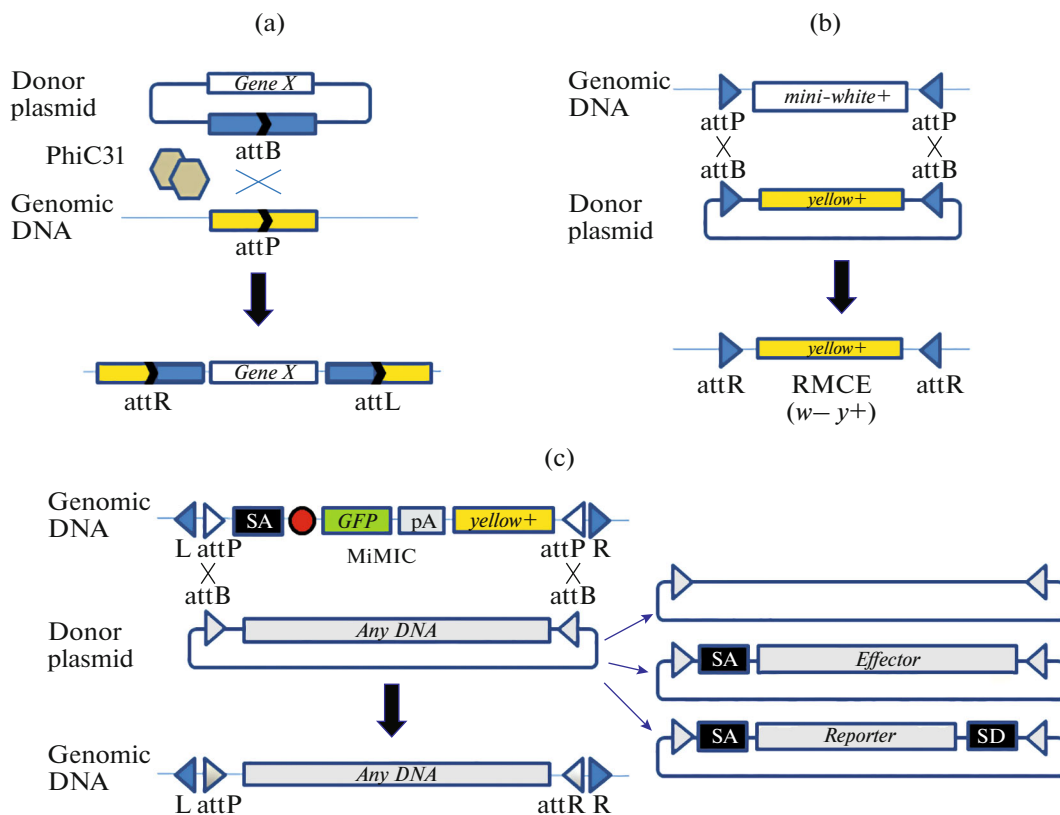 (a)
Donor
plasmid
Gene X
attB
PhiC31
Genomic
DNA
attP
Gene X
attR
attL
(b)
Genomic
DNA
mini-white+
attP
attP
attB
attB
Donor
plasmid
yellow+
yellow+
attR
RMCE
attR
(w– y+)
(c)
Genomic
DNA
SA
GFP
pA
yellow+
L attP
MiMIC
attP R
attB
attB
Donor
plasmid
Any DNA
SA
Effector
SA
Reporter
SD
Genomic
DNA
Any DNA
L attP
attR R